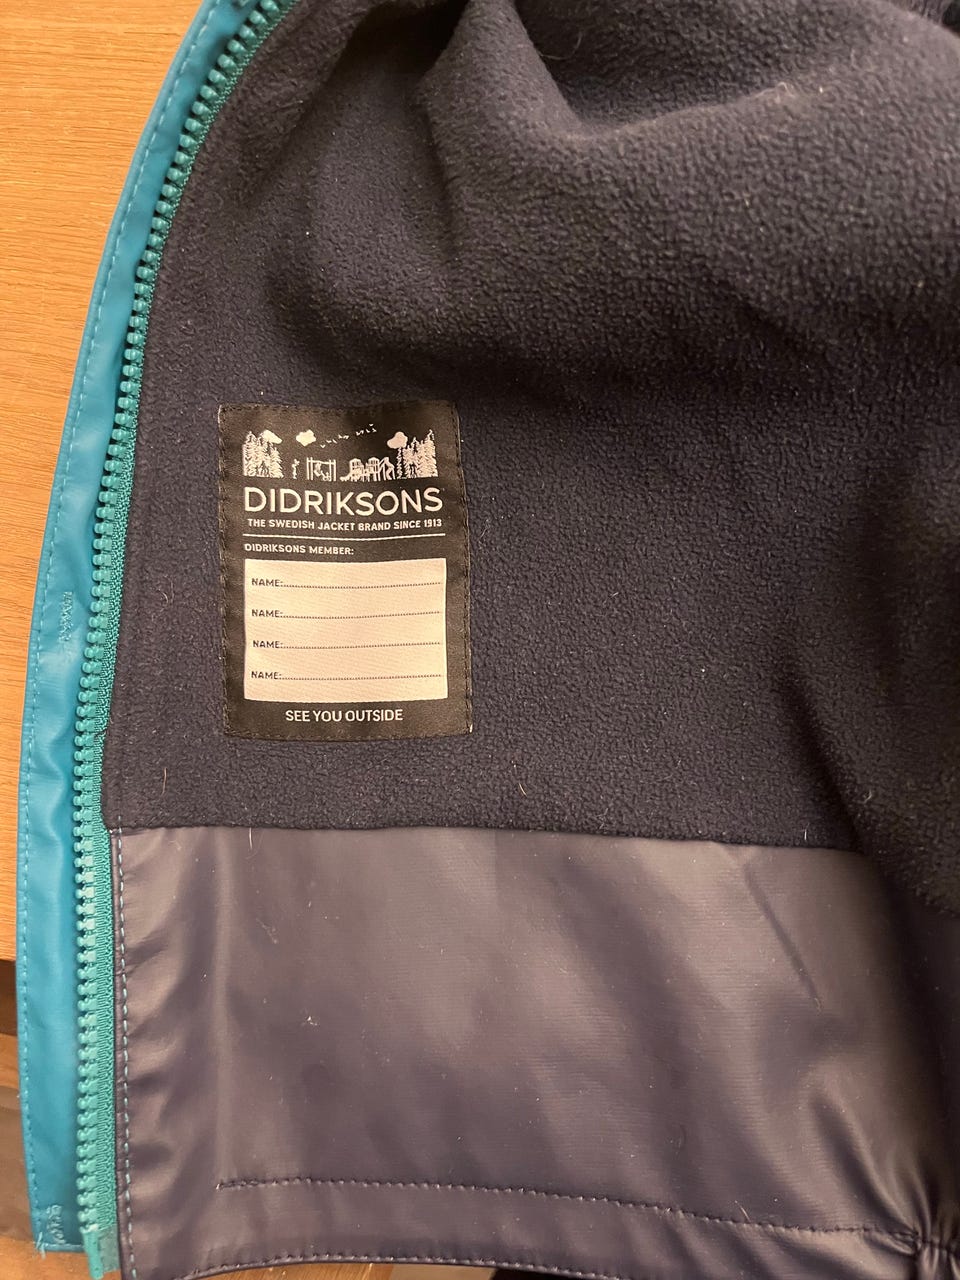 DIDRIKSONS
THE SWEDISH JACKET BRAND SINCE 1913
DIDRIKSONS MEMBER:
NAME:
NAME:
NAME:
NAME:
SEE YOU OUTSIDE